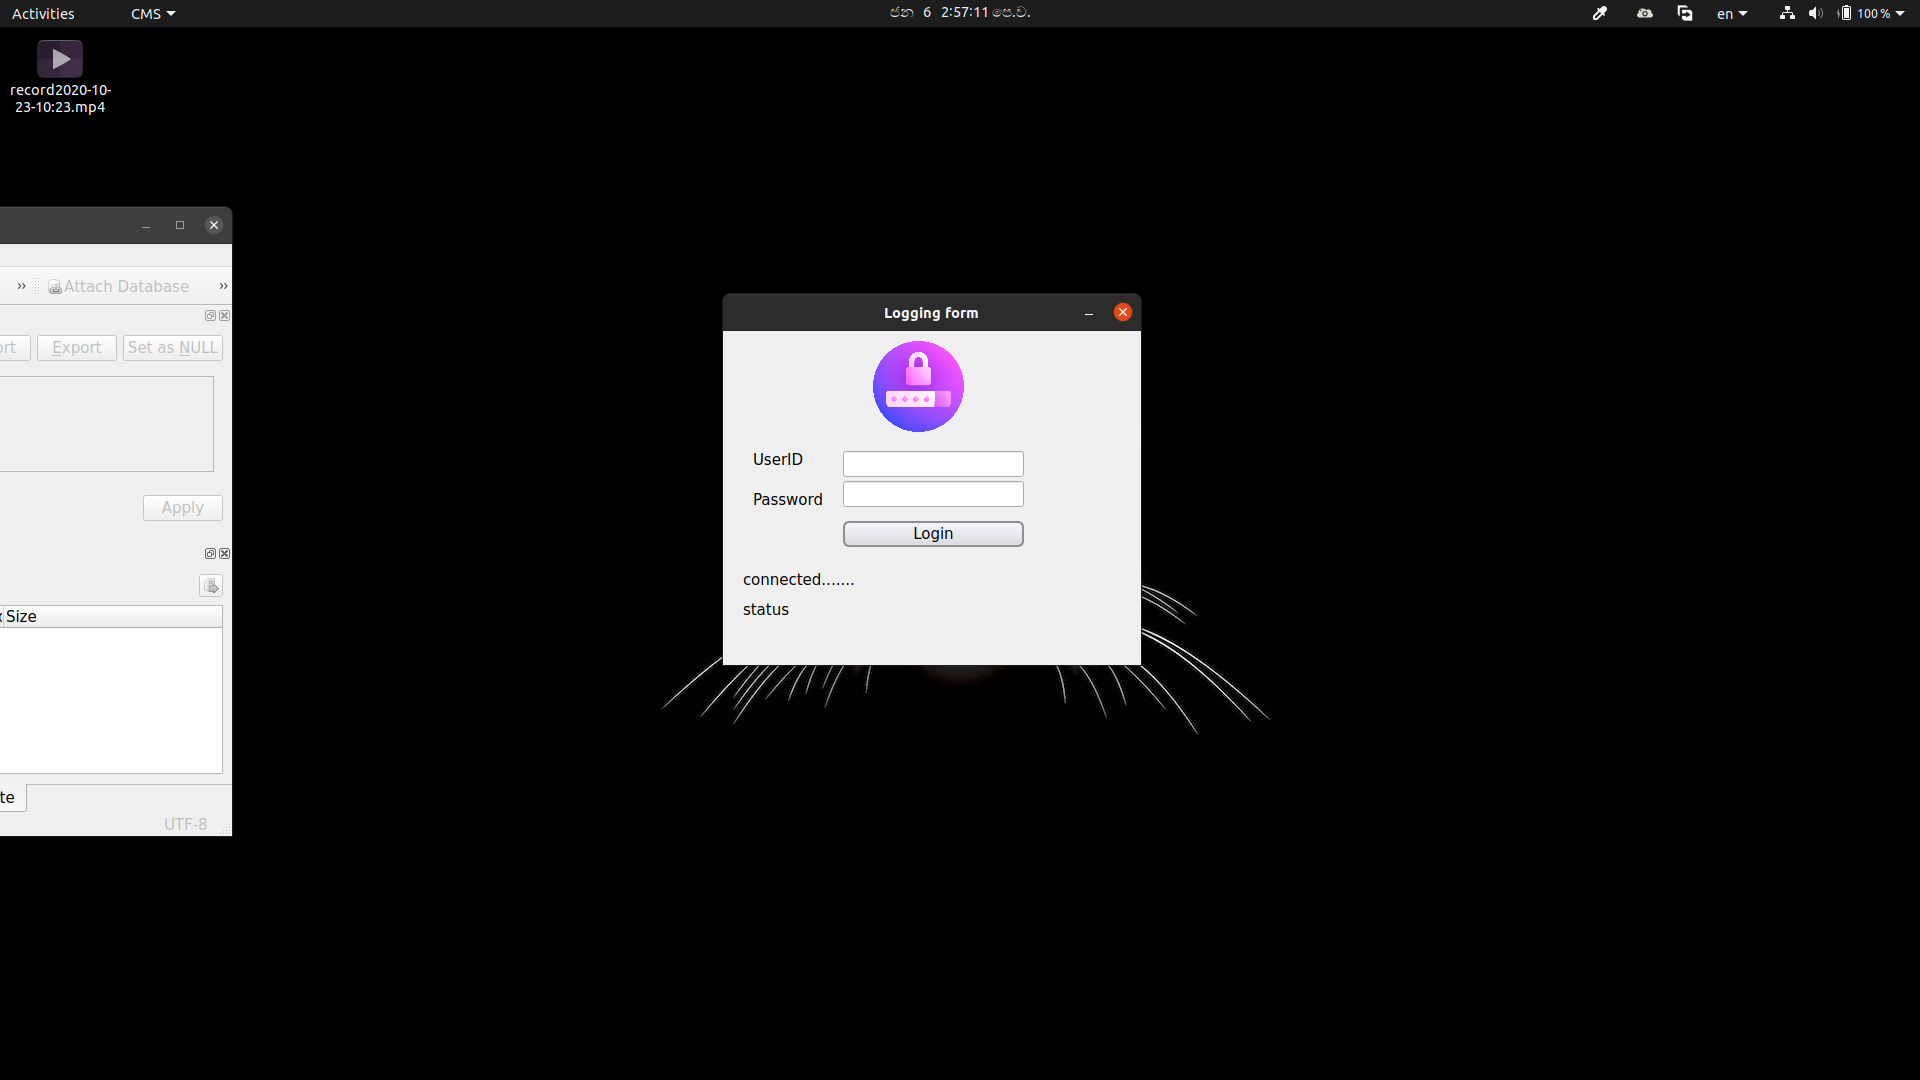 Activities
CMS
ජන 6 2:57:11 පෙ.ව.
en
100 %
record2020-10-
23-10:23.mp4
Attach Database
ort
Export
Set as NULL
Apply
Size
te
UTF-8
Logging form
UserID
Password
Login
connected.......
status